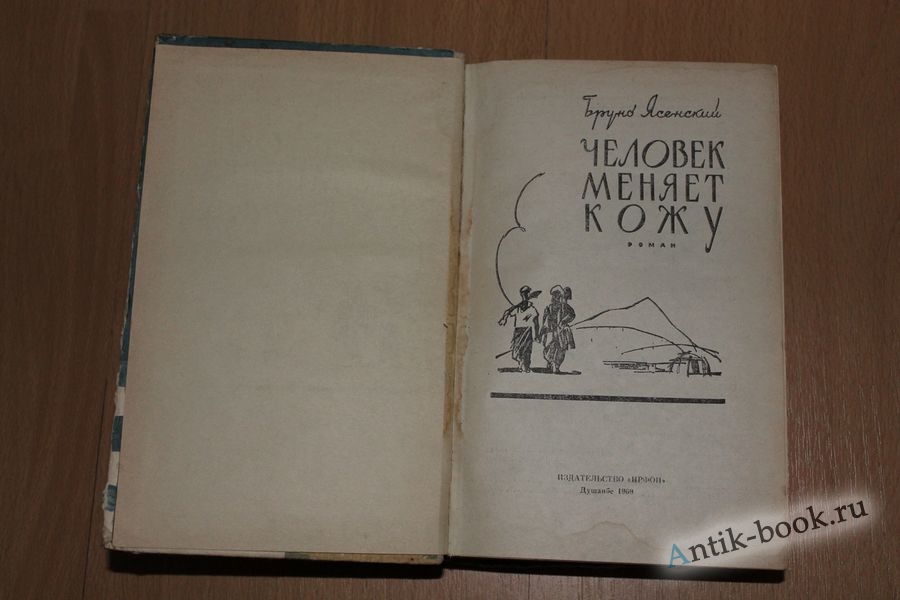 Бруно Ясенский
ЧЕЛОВЕК
МЕНЯЕТ
КОЖУ
РОМАН
ИЗДАТЕЛЬСТВО «ИРФОН»
Душанбе 1969
Antik-book.ru